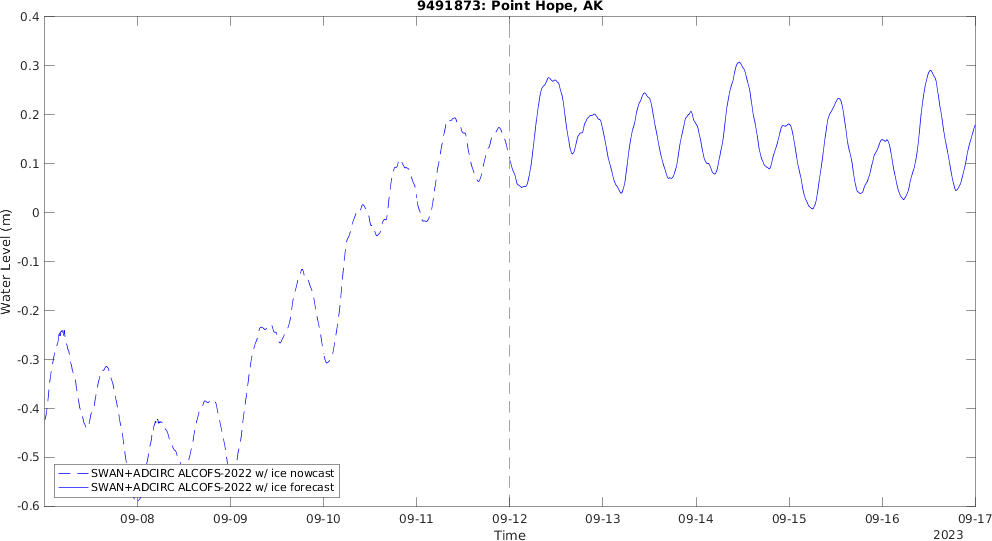 9491873: Point Hope, AK
0.4
0.3
0.2
0.1
0
-0.1
-0.2
-0.3
-0.4
-0.5
-0.6
Water Level (m)
SWAN+ADCIRC ALCOFS-2022 w/ ice nowcast
SWAN+ADCIRC ALCOFS-2022 w/ ice forecast
09-08 09-09 09-10 09-11 09-12 09-13 09-14 09-15 09-16 09-17
Time
2023